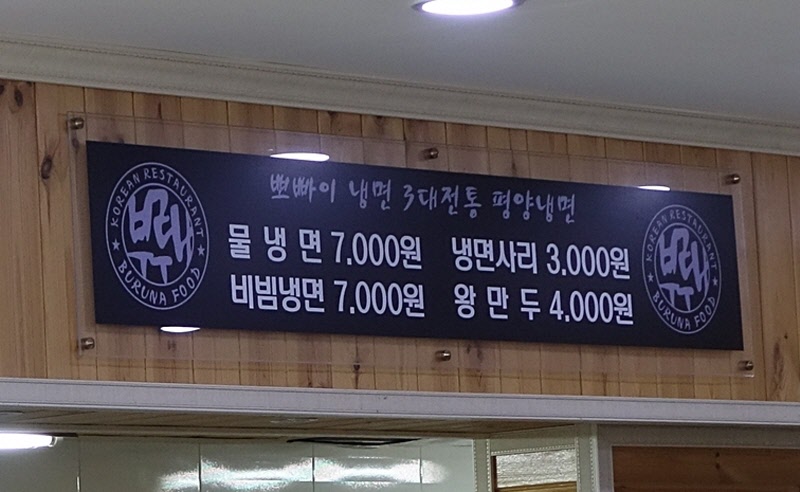 KOREAN RESTAURANT
BURUNA FOOD
뽀빠이 냉면 3대전통 평양냉면
물 냉 면 7,000원 냉면사리 3,000원
비빔냉면 7,000원 왕 만 두 4,000원
KOREAN RESTAURANT
BURUNA FOOD